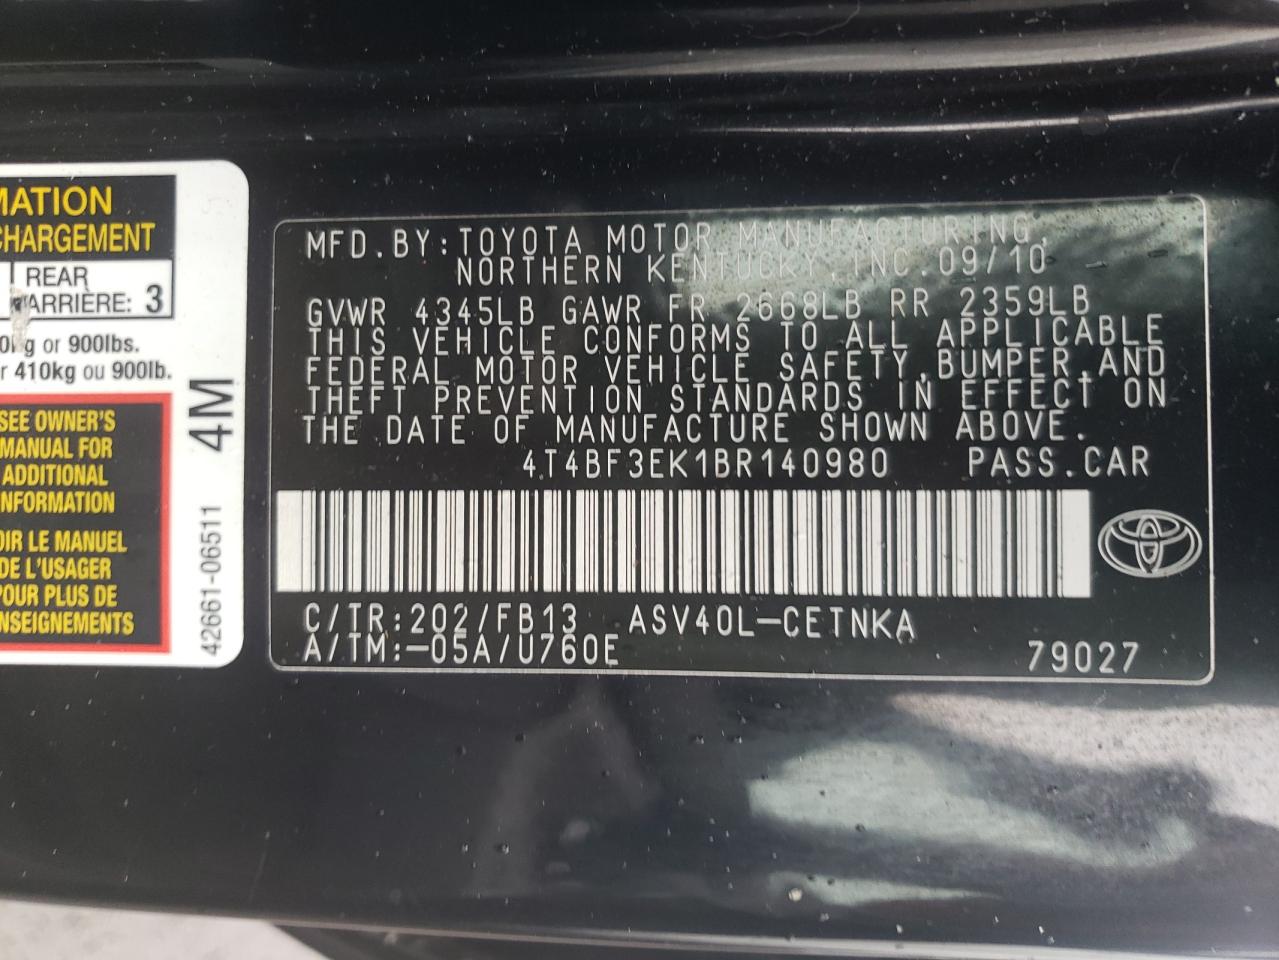 MATION
CHARGEMENT
REAR
ARRIÈRE: 3
g or 900lbs.
r 410kg ou 900lb.
SEE OWNER'S
MANUAL FOR
ADDITIONAL
NFORMATION
OIR LE MANUEL
DE L'USAGER
POUR PLUS DE
NSEIGNEMENTS
42661-06511 4M
MFD.BY:TOYOTA MOTOR MANUFACTURING,
NORTHERN KENTUCKY,INC.09/10
GVWR 4345LB GAWR FR 2668LB RR 2359LB
THIS VEHICLE CONFORMS TO ALL APPLICABLE
FEDERAL MOTOR VEHICLE SAFETY,BUMPER,AND
THEFT PREVENTION STANDARDS IN EFFECT ON
THE DATE OF MANUFACTURE SHOWN ABOVE.
4T4BF3EK1BR140980 PASS.CAR
C/TR:202/FB13 ASV40L-CETNKA
A/TM:-05A/U760E
79027